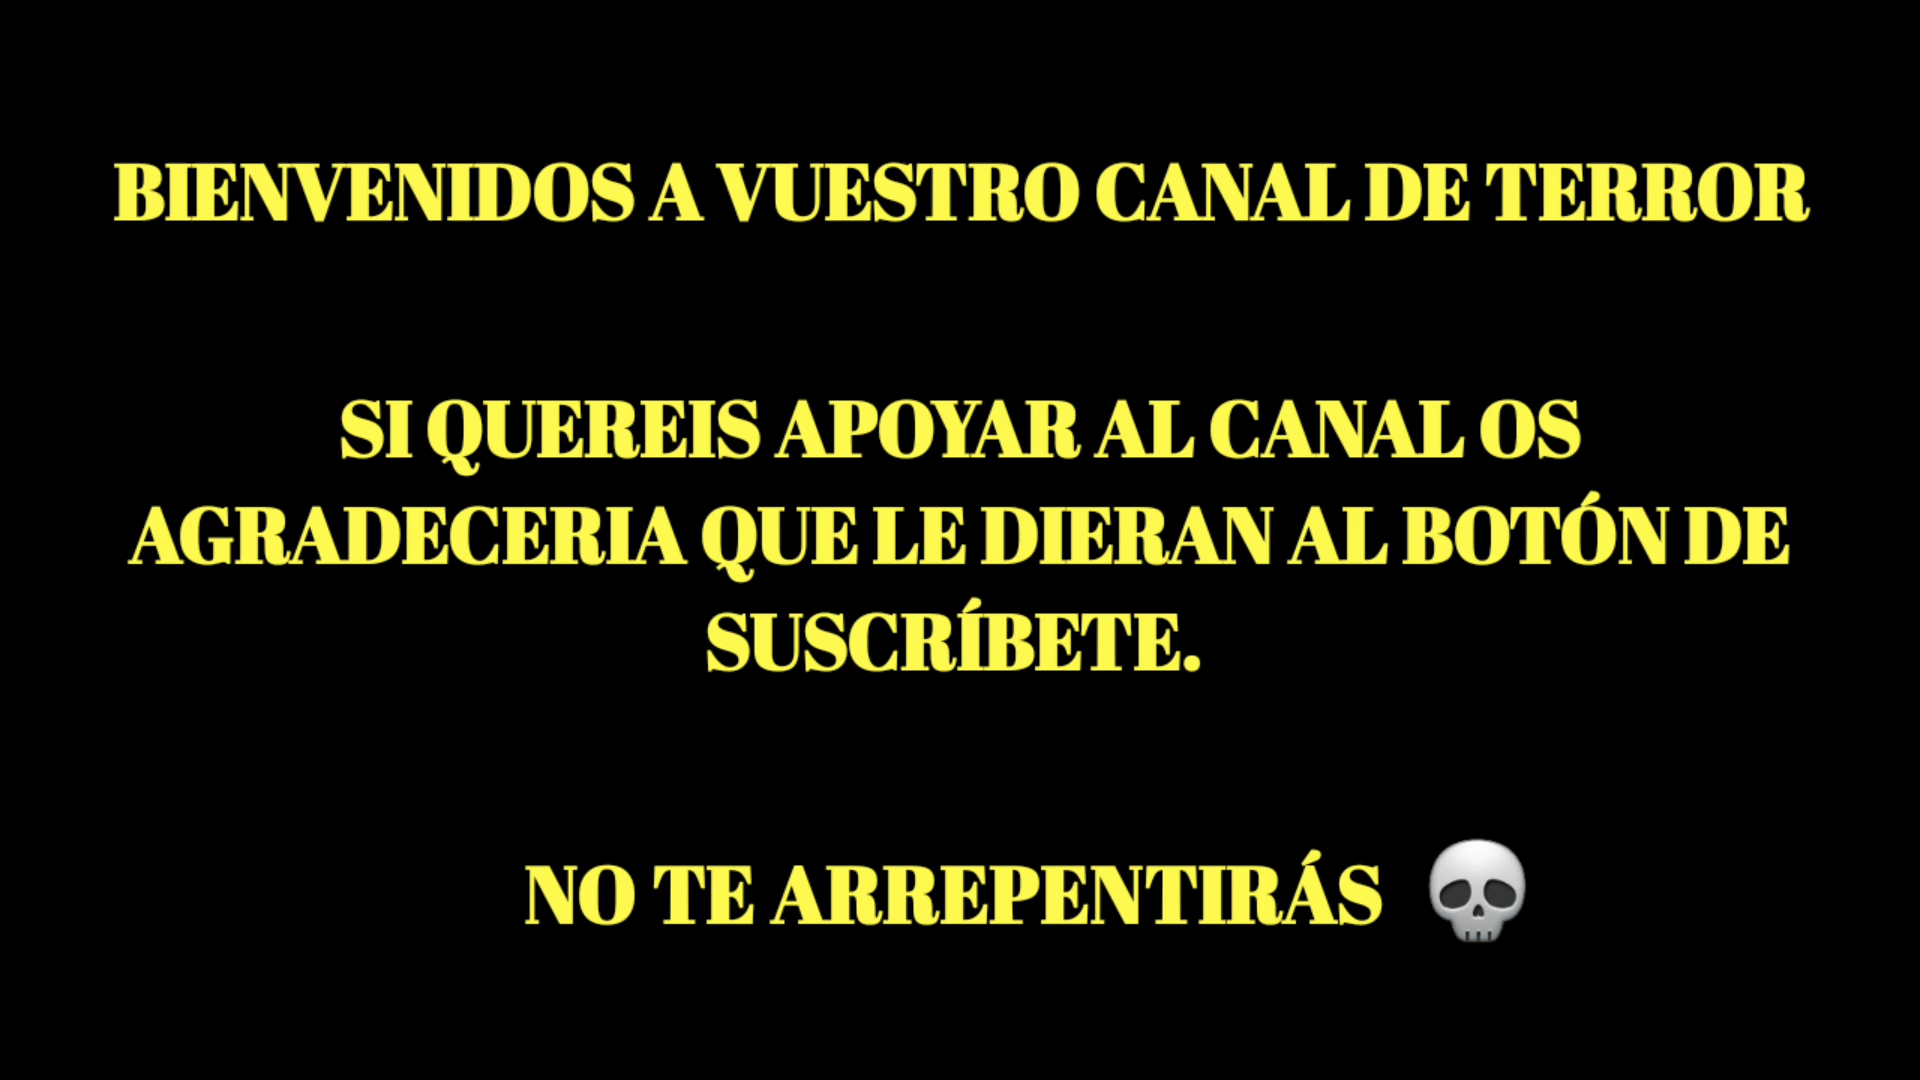 BIENVENIDOS A VUESTRO CANAL DE TERROR
SI QUEREIS APOYAR AL CANAL OS
AGRADECERIA QUE LE DIERAN AL BOTÓN DE
SUSCRÍBETE.
NO TE ARREPENTIRÁS 💀